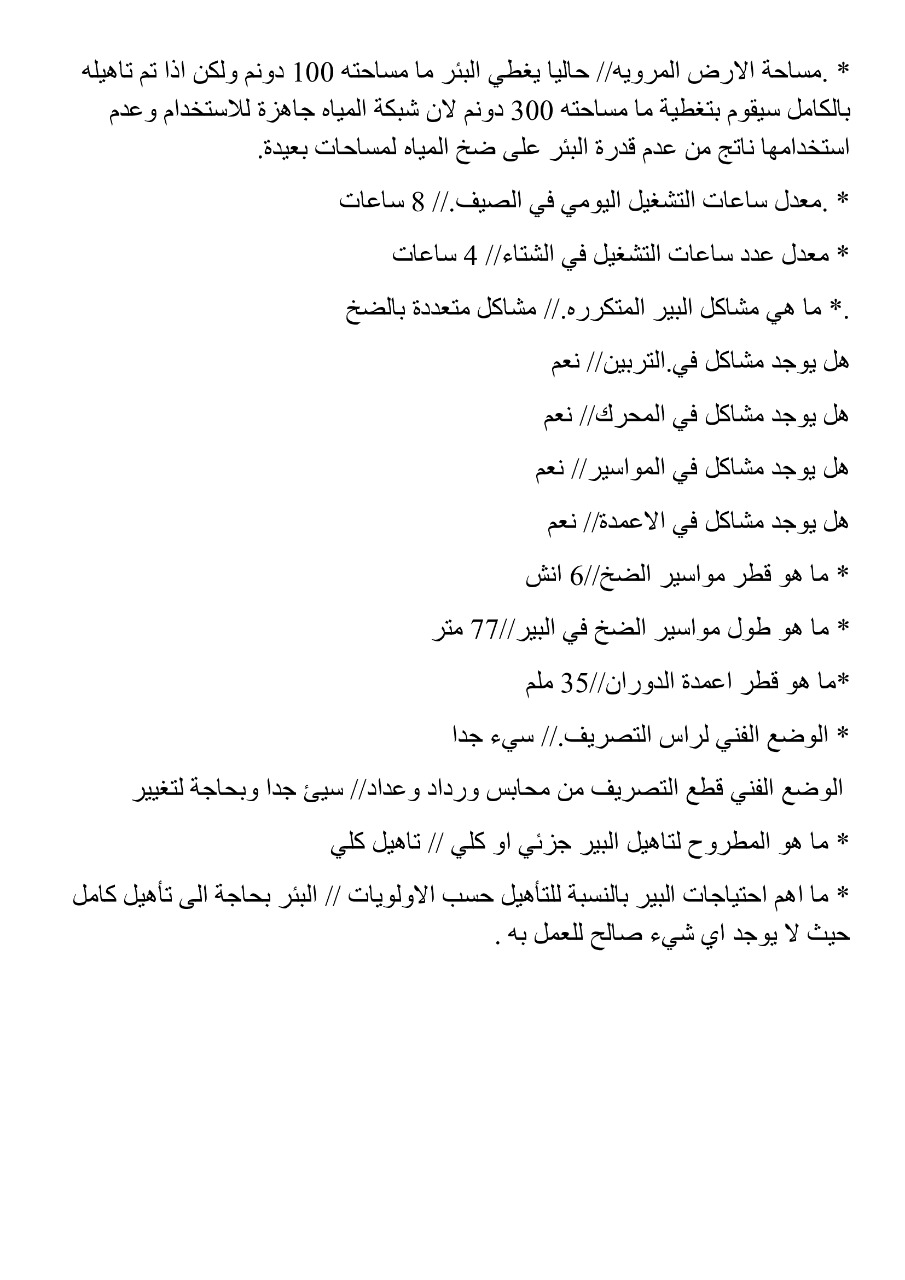 * .مساحة الارض المرويه// حاليا يغطي البئر ما مساحته 100 دونم ولكن اذا تم تاهيله
بالكامل سيقوم بتغطية ما مساحته 300 دونم لان شبكة المياه جاهزة للاستخدام وعدم
استخدامها ناتج من عدم قدرة البئر على ضخ المياه لمساحات بعيدة.
* .معدل ساعات التشغيل اليومي في الصيف.// 8 ساعات
* معدل عدد ساعات التشغيل في الشتاء// 4 ساعات
.* ما هي مشاكل البير المتكرره.// مشاكل متعددة بالضخ
هل يوجد مشاكل في.التربين// نعم
هل يوجد مشاكل في المحرك// نعم
هل يوجد مشاكل في المواسير// نعم
هل يوجد مشاكل في الاعمدة// نعم
* ما هو قطر مواسير الضخ//6 انش
* ما هو طول مواسير الضخ في البير//77 متر
*ما هو قطر اعمدة الدوران//35 ملم
* الوضع الفني لراس التصريف.// سيء جدا
الوضع الفني قطع التصريف من محابس ورداد وعداد// سيئ جدا وبحاجة لتغيير
* ما هو المطروح لتاهيل البير جزئي او كلي // تاهيل كلي
* ما اهم احتياجات البير بالنسبة للتأهيل حسب الاولويات // البئر بحاجة الى تأهيل كامل
حيث لا يوجد اي شيء صالح للعمل به .